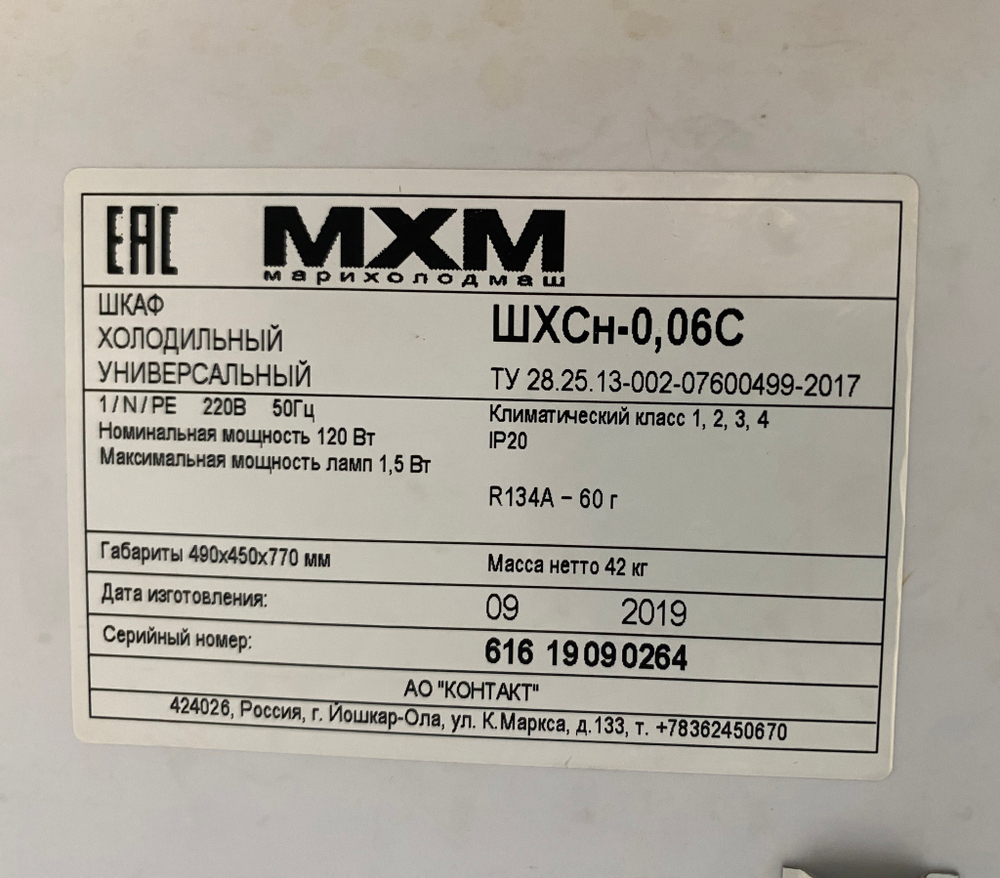 ЕАС МХМ
марихолодмаш
ШКАФ
ХОЛОДИЛЬНЫЙ
УНИВЕРСАЛЬНЫЙ
ШХСн-0,06С
ТУ 28.25.13-002-07600499-2017
1/N/PE 220В 50Гц
Номинальная мощность 120 Вт
Максимальная мощность ламп 1,5 Вт
Климатический класс 1, 2, 3, 4
IP20
R134A – 60 г
Габариты 490х450х770 мм Масса нетто 42 кг
Дата изготовления: 09 2019
Серийный номер: 616 19090264
АО "КОНТАКТ"
424026, Россия, г. Йошкар-Ола, ул. К.Маркса, д.133, т. +78362450670